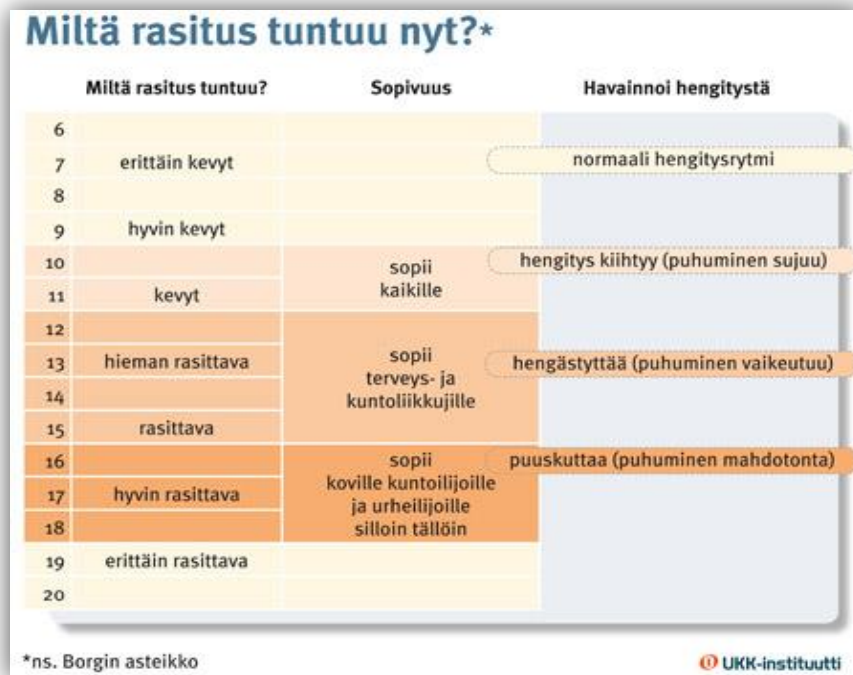 Miltä rasitus tuntuu nyt?*
Miltä rasitus tuntuu? Sopivuus Havainnoi hengitystä
6
7 erittäin kevyt normaali hengitysrytmi
8
9 hyvin kevyt
10 hengitys kiihtyy (puhuminen sujuu)
sopii
kaikille
11 kevyt
12
13 hieman rasittava hengästyttää (puhuminen vaikeutuu)
sopii
terveys- ja
kuntoliikkujille
14
15 rasittava
16 puuskuttaa (puhuminen mahdotonta)
sopii
koville kuntoilijoille
ja urheilijoille
silloin tällöin
17 hyvin rasittava
18
19 erittäin rasittava
20
*ns. Borgin asteikko
UKK-instituutti